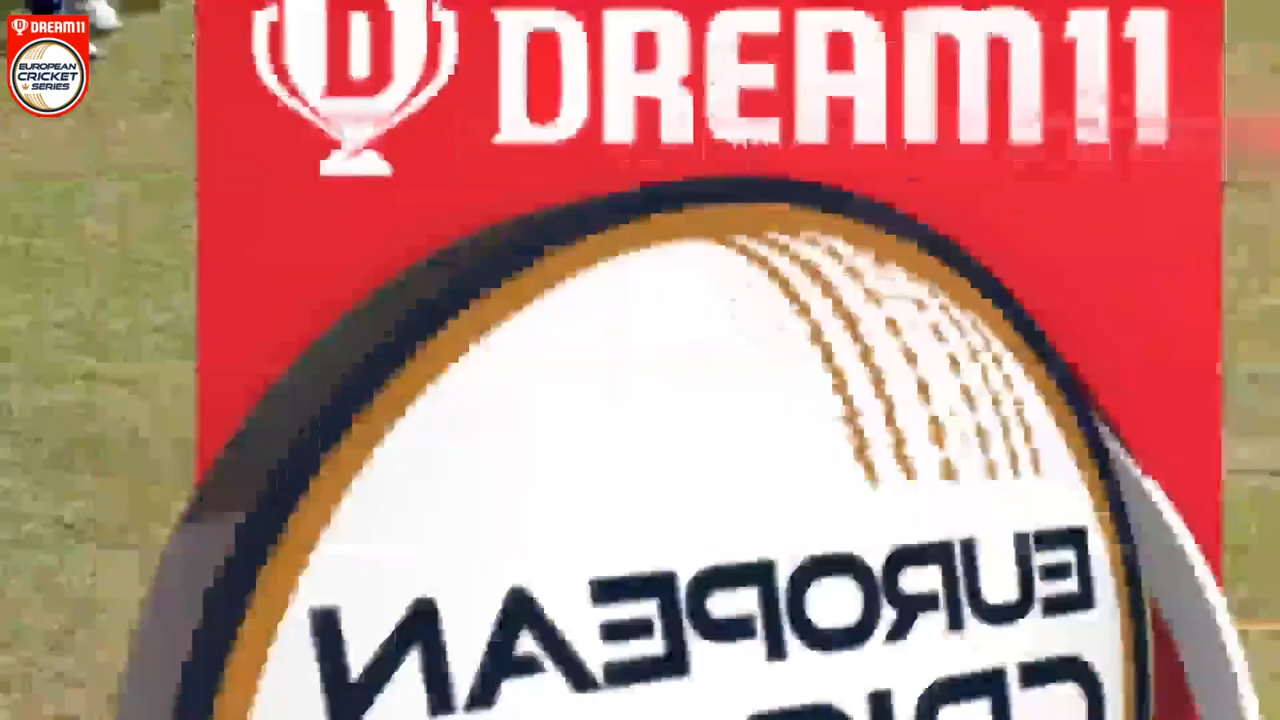 DREAM11
EUROPEAN
CRICKET
SERIES
D
DREAM11
EUROPEAN